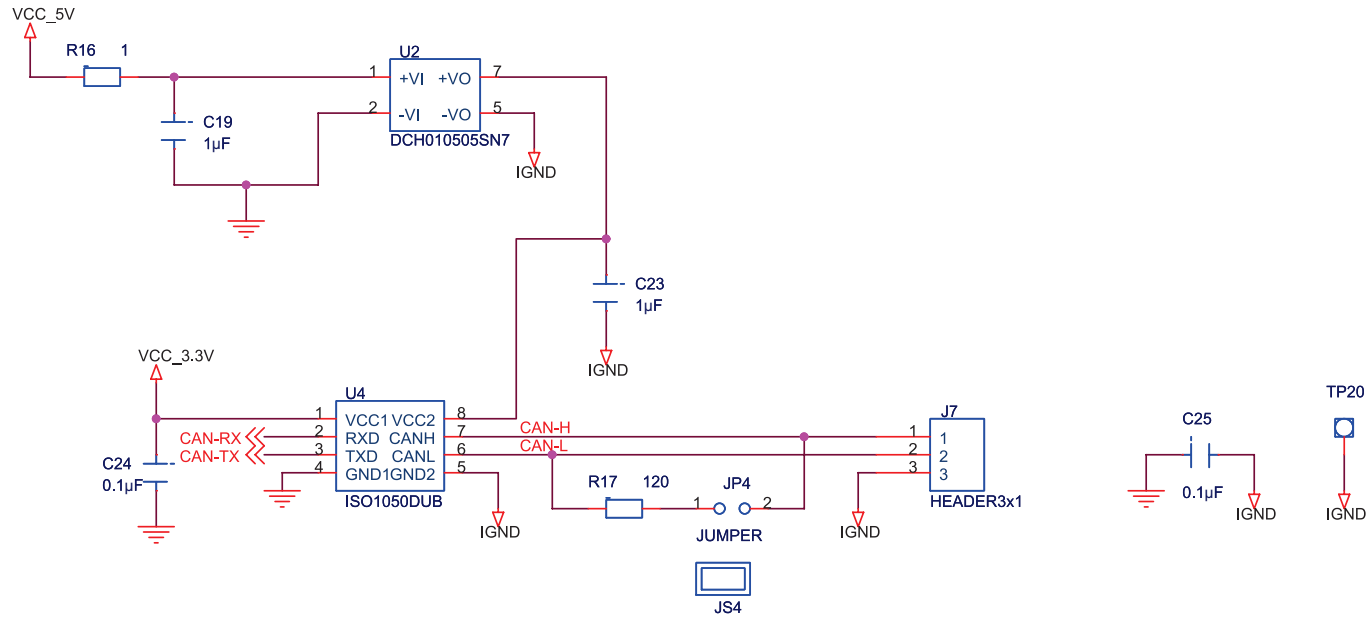 VCC_5V
R16 1
U2
1 +VI +VO 7
2 -VI -VO 5
C19
1µF
DCH010505SN7
IGND
C23
1µF
IGND
VCC_3.3V
U4
1 VCC1 VCC2 8
CAN-RX 2 RXD CANH 7 CAN-H
CAN-TX 3 TXD CANL 6 CAN-L
4 GND1 GND2 5
ISO1050DUB
C24
0.1µF
IGND
R17 120
JP4
1 2
JUMPER
JS4
J7
1 1
2 2
3 3
HEADER3x1
IGND
C25
0.1µF
IGND
TP20
IGND